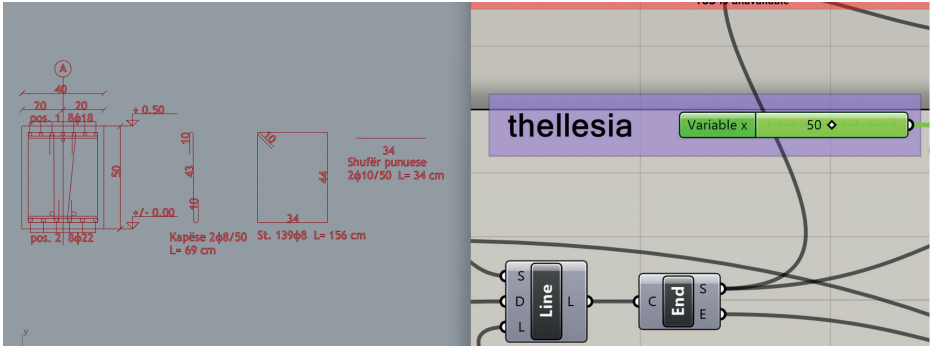 A
40
20 20
pos. 1 8ϕ18
+ 0.50
50
+/- 0.00
pos. 2 8ϕ22
10
43
10
Kapëse 2ϕ8/50
L= 69 cm
10
44
34
St. 139ϕ8 L= 156 cm
34
Shufër punuese
2ϕ10/50 L= 34 cm
y
thellesia
Variable x 50
S
D
L
Line
L
C
End
S
E